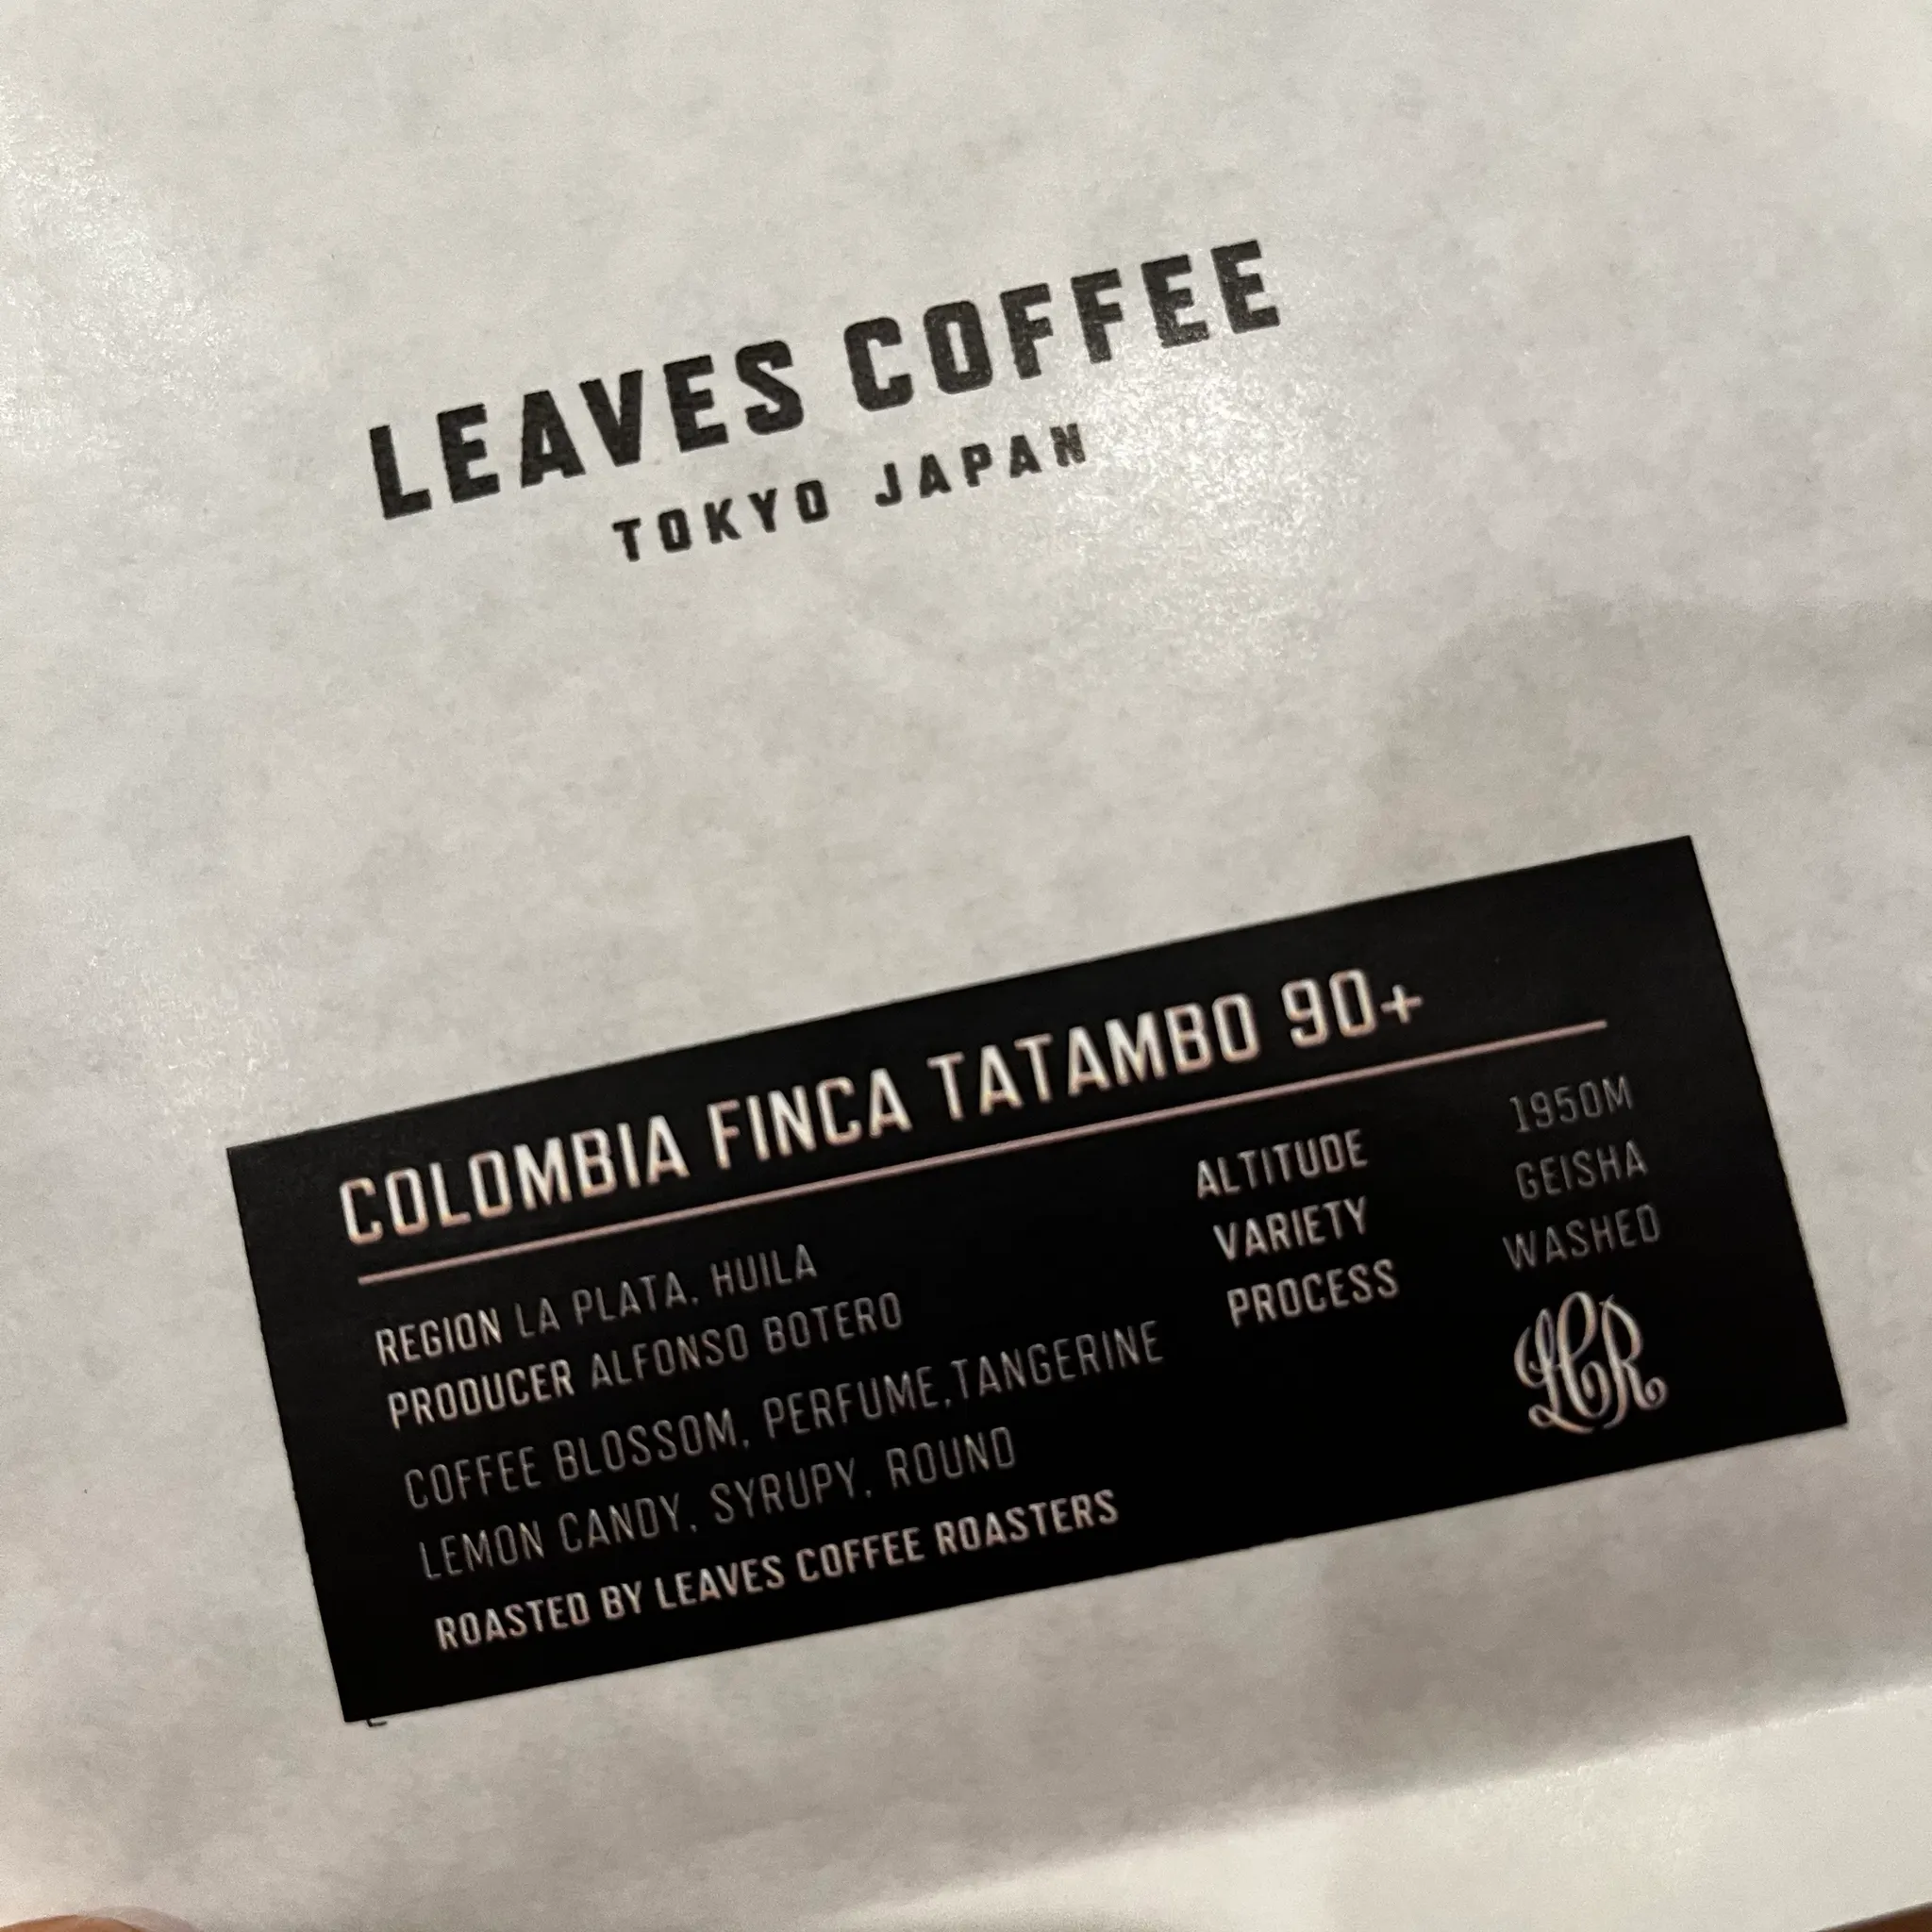 LEAVES COFFEE
TOKYO JAPAN
COLOMBIA FINCA TATAMBO 90+
REGION LA PLATA, HUILA
PRODUCER ALFONSO BOTERO
COFFEE BLOSSOM, PERFUME,TANGERINE
LEMON CANDY, SYRUPY, ROUND
ROASTED BY LEAVES COFFEE ROASTERS
ALTITUDE 1950M
VARIETY GEISHA
PROCESS WASHED
LCR